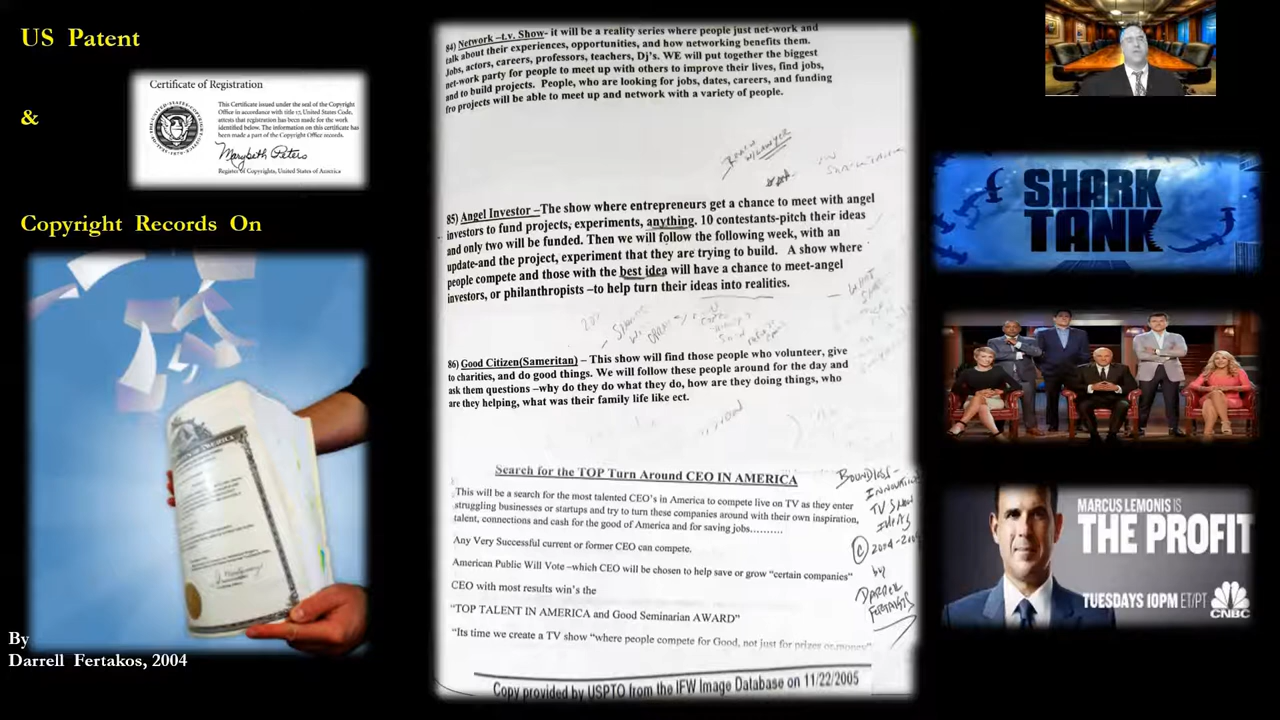 US Patent
&
Certificate of Registration
This Certificate issued under the seal of the Copyright
Office in accordance with title 17, United States Code,
attests that registration has been made for the work
identified below. The information on this certificate has
been made a part of the Copyright Office records.
Marybeth Peters
Register of Copyrights, United States of America
Copyright Records On
By
Darrell Fertakos, 2004
84) Network –t.v. Show- it will be a reality series where people just net-work and
talk about their experiences, opportunities, and how networking benefits them.
Jobs, actors, careers, professors, teachers, Dj's. WE will put together the biggest
net-work party for people to meet up with others to improve their lives, find jobs,
and to build projects. People, who are looking for jobs, dates, careers, and funding
fro projects will be able to meet up and network with a variety of people.
W/LAWYER
85) Angel Investor –The show where entrepreneurs get a chance to meet with angel
investors to fund projects, experiments, anything. 10 contestants-pitch their ideas
and only two will be funded. Then we will follow the following week, with an
update-and the project, experiment that they are trying to build. A show where
people compete and those with the best idea will have a chance to meet-angel
investors, or philanthropists –to help turn their ideas into realities.
86) Good Citizen(Sameritan) – This show will find those people who volunteer, give
to charities, and do good things. We will follow these people around for the day and
ask them questions –why do they do what they do, how are they doing things, who
are they helping, what was their family life like ect.
Search for the TOP Turn Around CEO IN AMERICA
This will be a search for the most talented CEO's in America to compete live on TV as they enter
struggling businesses or startups and try to turn these companies around with their own inspiration,
talent, connections and cash for the good of America and for saving jobs..........
Any Very Successful current or former CEO can compete.
American Public Will Vote –which CEO will be chosen to help save or grow "certain companies"
CEO with most results win's the
"TOP TALENT IN AMERICA and Good Seminarian AWARD"
"Its time we create a TV show "where people compete for Good, not just for prizes or money"
BOUNDLESS-
INNOVATIONS
TV SHOW
IDEAS
© 2004-2005
by
DARRELL
FERTAKOS
Copy provided by USPTO from the IFW Image Database on 11/22/2005
SHARK
TANK
MARCUS LEMONIS IS
THE PROFIT
TUESDAYS 10PM ET/PT
CNBC